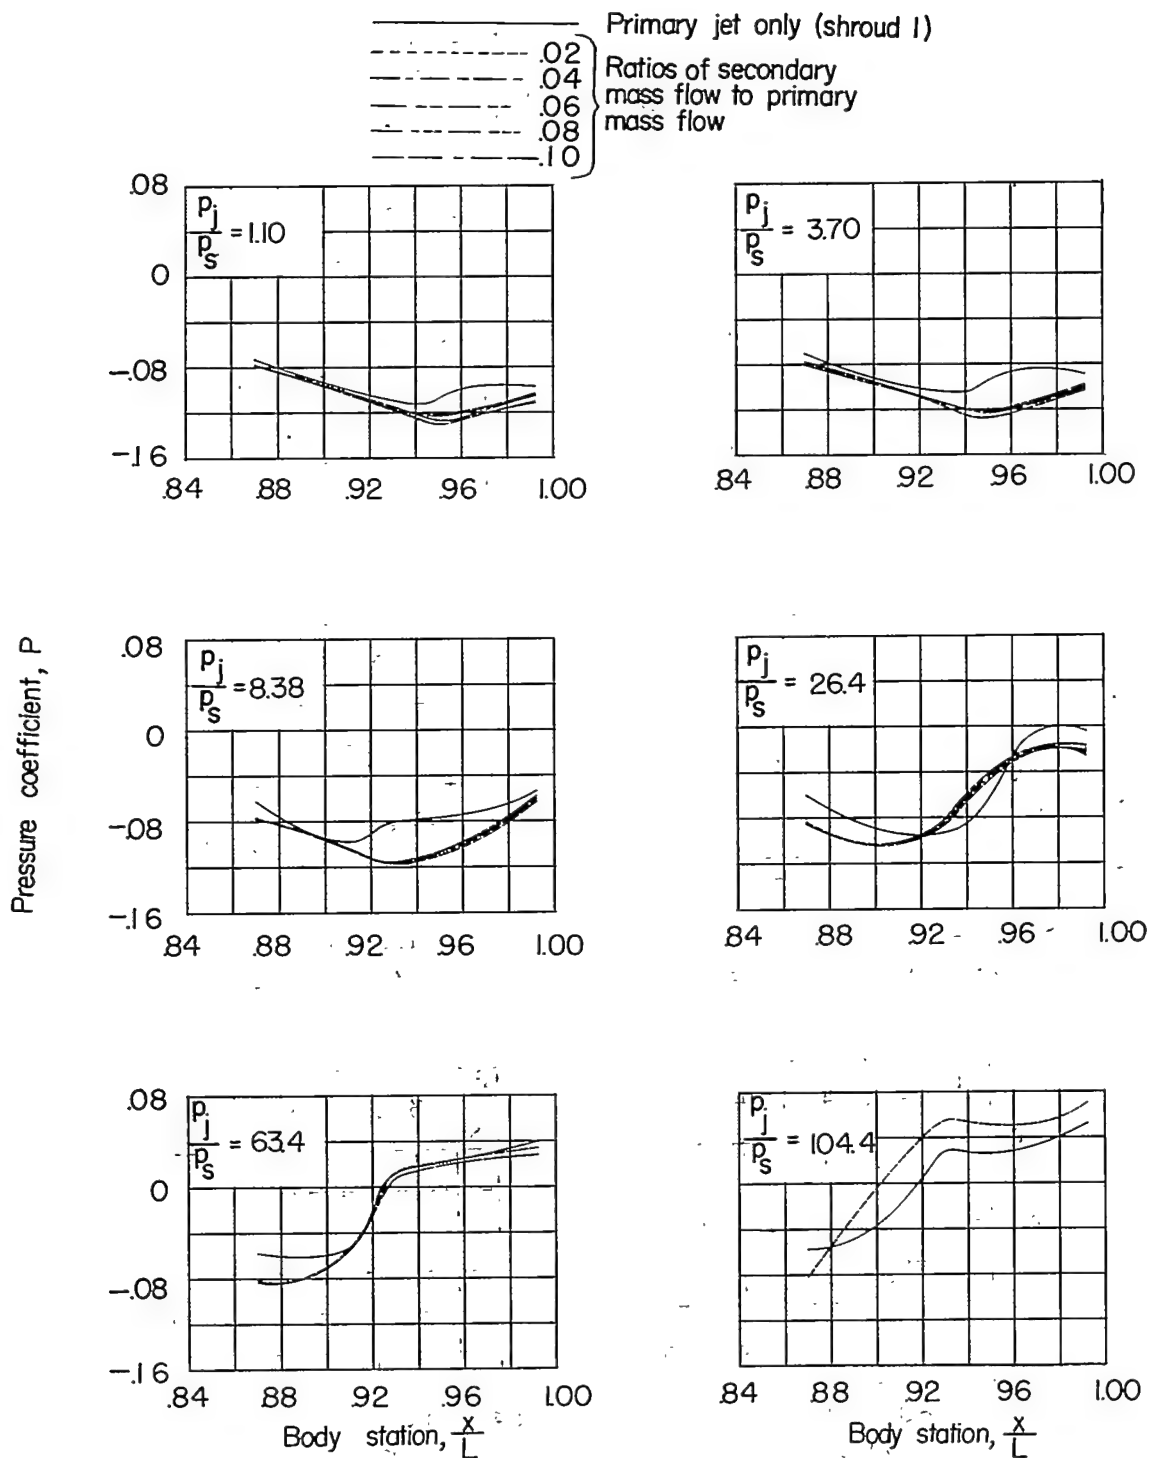 Primary jet only (shroud 1)
.02
.04
.06
.08
.10
Ratios of secondary
mass flow to primary
mass flow
.08
0
-.08
-.16
pj/ps = 1.10
.84 .88 .92 .96 1.00
pj/ps = 3.70
.84 .88 .92 .96 1.00
Pressure coefficient, P
.08
0
-.08
-.16
pj/ps = 8.38
.84 .88 .92 .96 1.00
pj/ps = 26.4
.84 .88 .92 .96 1.00
.08
0
-.08
-.16
pj/ps = 63.4
.84 .88 .92 .96 1.00
Body station, x/L
pj/ps = 104.4
.84 .88 .92 .96 1.00
Body station, x/L